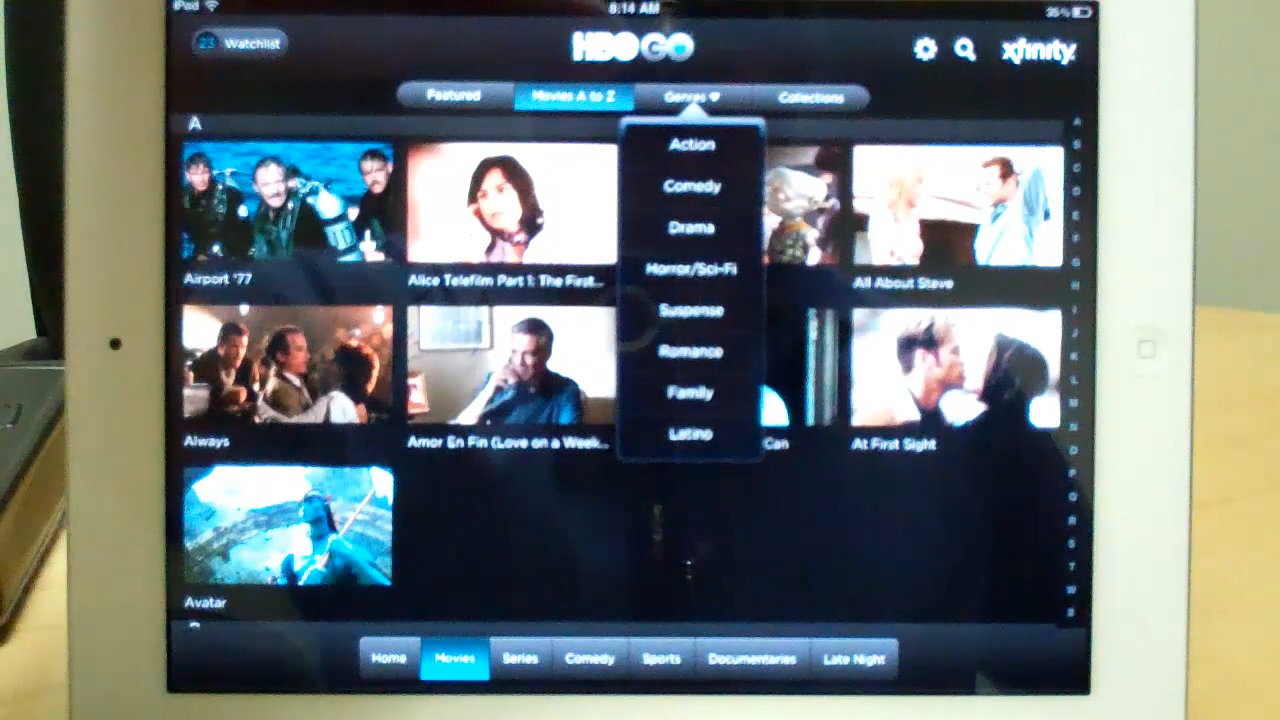 iPad 8:14 AM 35%
23 Watchlist HBO GO xfinity
Featured Movies A to Z Genres Collections
A
Action
Comedy
Drama
Horror/Sci-Fi
Suspense
Romance
Family
Latino
Airport '77 Alice Telefilm Part 1: The First... All About Steve
Always Amor En Fin (Love on a Week... Can At First Sight
Avatar
A
B
C
D
E
F
G
H
I
J
K
L
M
N
O
P
Q
R
S
T
W
Home Movies Series Comedy Sports Documentaries Late Night